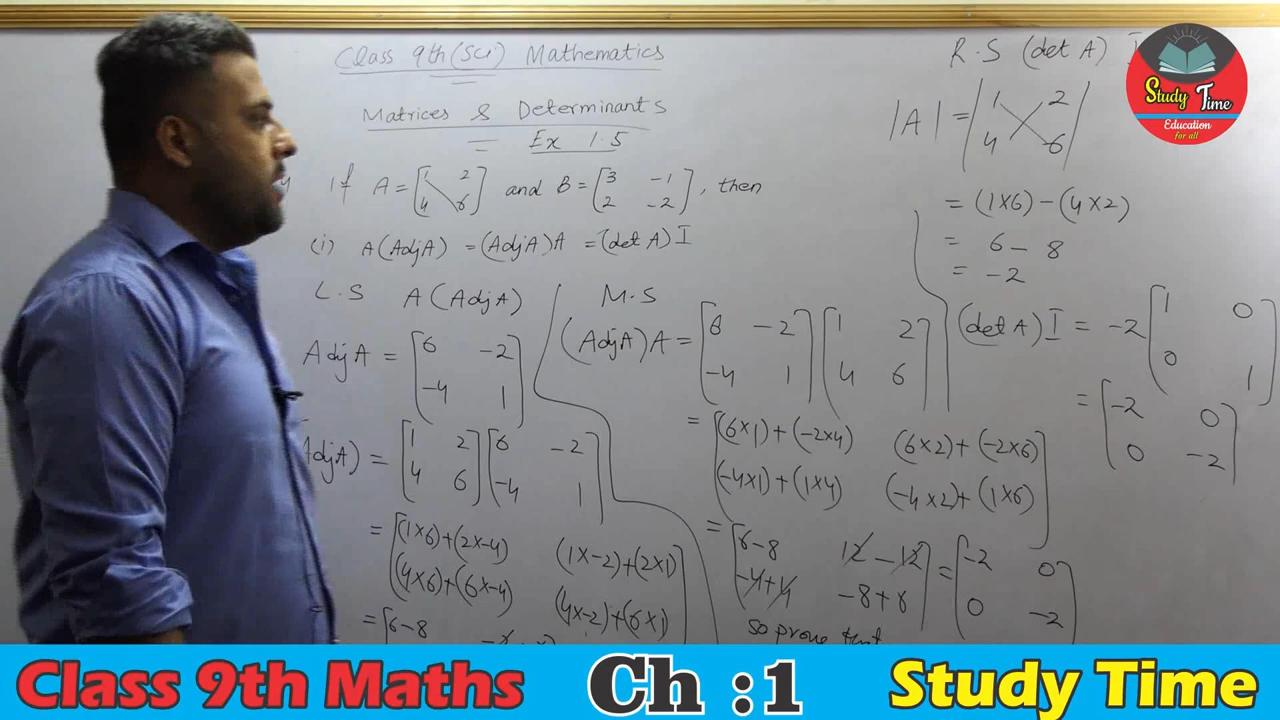 Class 9th (Sci) Mathematics
Matrices & Determinants
Ex 1.5
If A = [1 2 4 6] and B = [3 -1 2 -2], then
(i) A(AdjA) = (AdjA)A = (det A) I
L.S A(AdjA)
AdjA = [6 -2
-4 1]
AdjA) = [1 2 [6 -2
4 6] -4 1]
= [(1×6)+(2×-4) (1×-2)+(2×1)
(4×6)+(6×-4) (4×-2)+(6×1)]
= [6-8
M.S
(AdjA)A = [6 -2 [1 2
-4 1] 4 6]
= [(6×1)+(-2×4) (6×2)+(-2×6)
(-4×1)+(1×4) (-4×2)+(1×6)]
= [6-8 12-12 = [-2 0
-4+4 -8+6] 0 -2]
so prove that
R.S (det A) I
|A| = |1 2
4 6|
= (1×6) - (4×2)
= 6 - 8
= -2
(det A) I = -2 [1 0
0 1]
= [-2 0
0 -2]
Study Time
Education
for all
Class 9th Maths Ch :1 Study Time